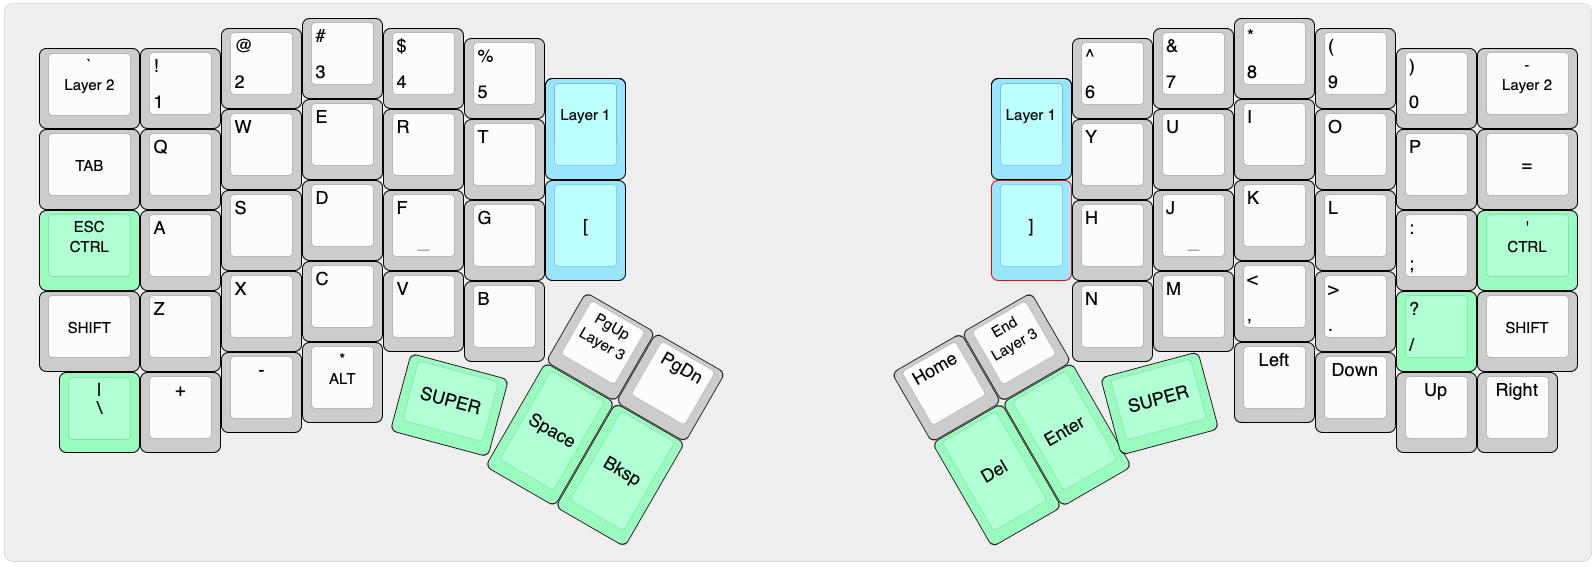 `
Layer 2
!
1
@
2
#
3
$
4
%
5
Layer 1
TAB
Q
W
E
R
T
ESC
CTRL
A
S
D
F
_
G
[
SHIFT
Z
X
C
V
B
|
\
+
-
*
ALT
SUPER
PgUp
Layer 3
PgDn
Space
Bksp
Layer 1
^
6
&
7
*
8
(
9
)
0
-
Layer 2
Y
U
I
O
P
=
]
H
J
_
K
L
:
;
'
CTRL
N
M
<
,
>
.
?
/
SHIFT
Home
End
Layer 3
Del
Enter
SUPER
Left
Down
Up
Right